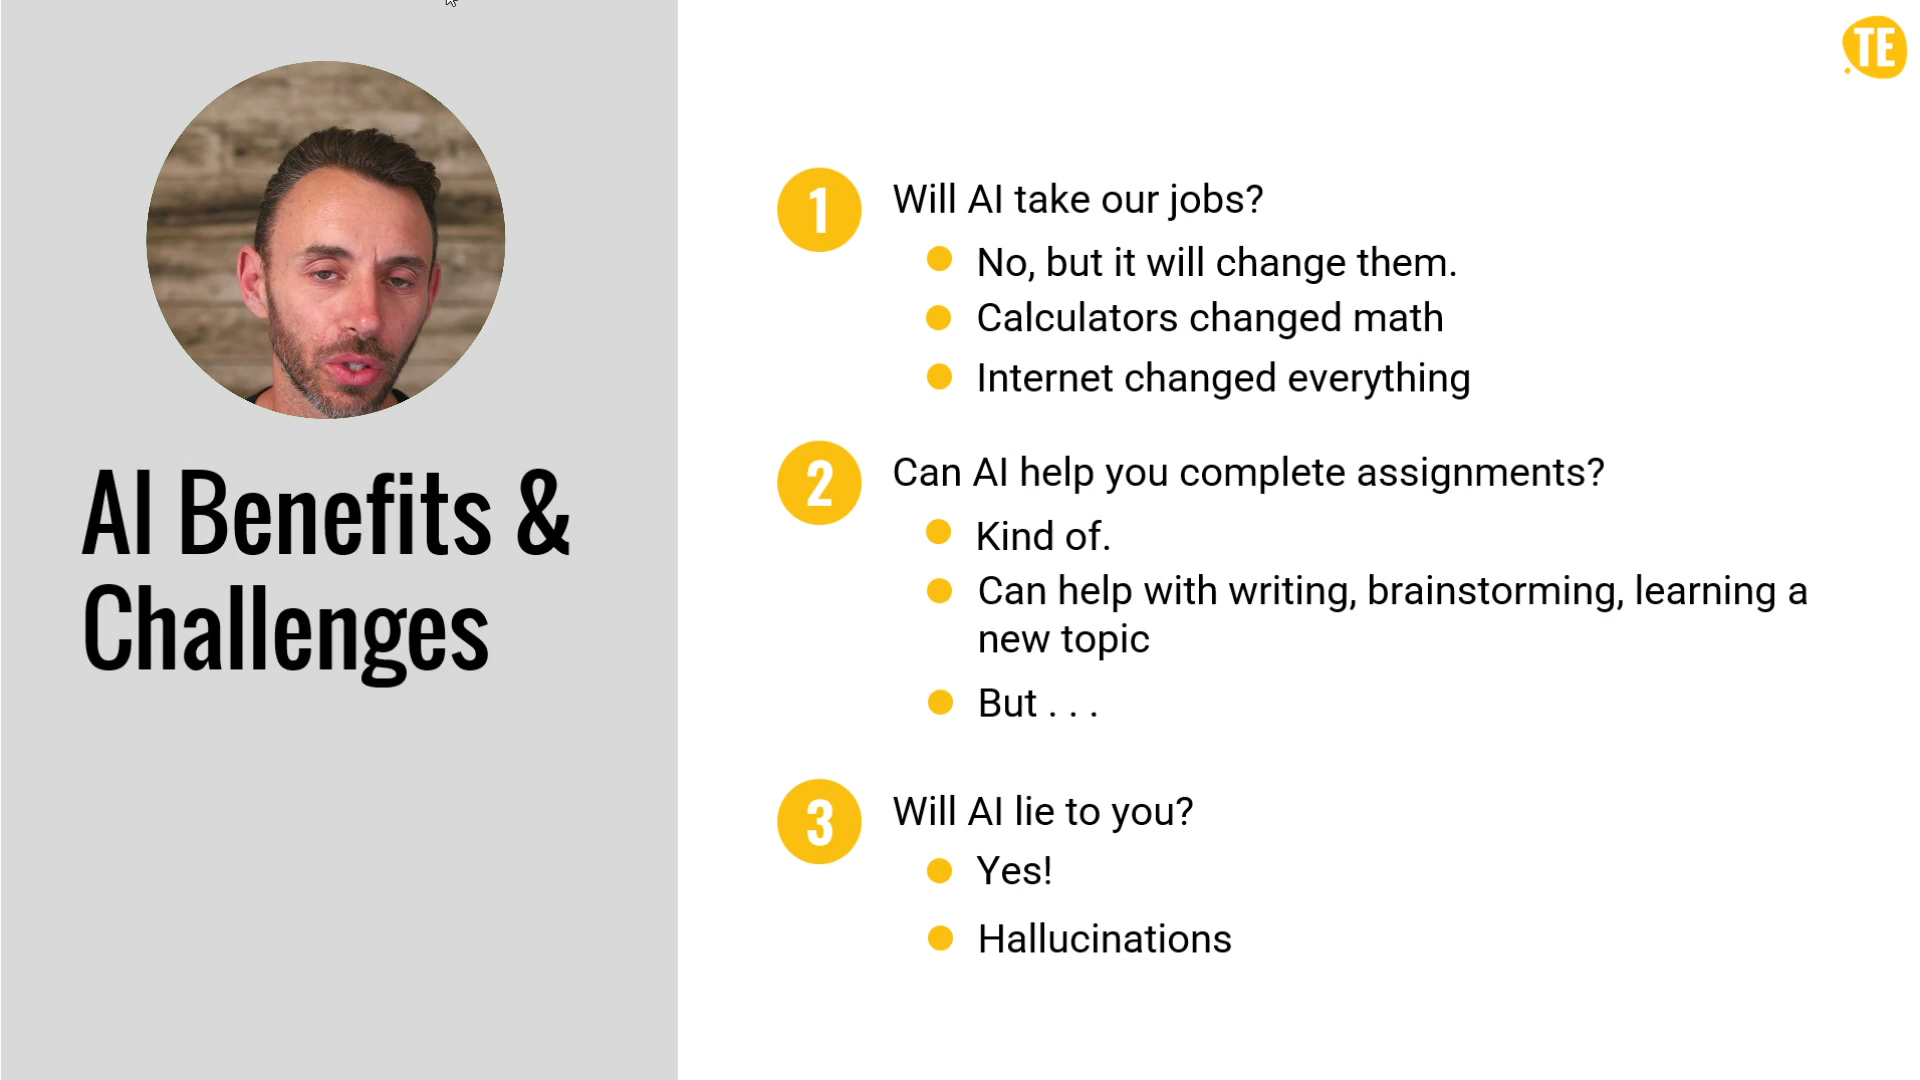 TE
AI Benefits &
Challenges
1 Will AI take our jobs?
No, but it will change them.
Calculators changed math
Internet changed everything
2 Can AI help you complete assignments?
Kind of.
Can help with writing, brainstorming, learning a
new topic
But . . .
3 Will AI lie to you?
Yes!
Hallucinations